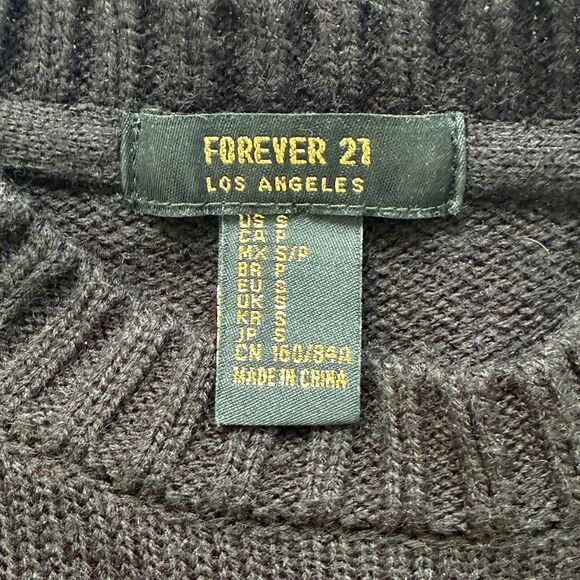 FOREVER 21
LOS ANGELES
US S
CA P
MX S/P
BR P
EU S
UK S
KR S
JP S
CN 160/84A
MADE IN CHINA